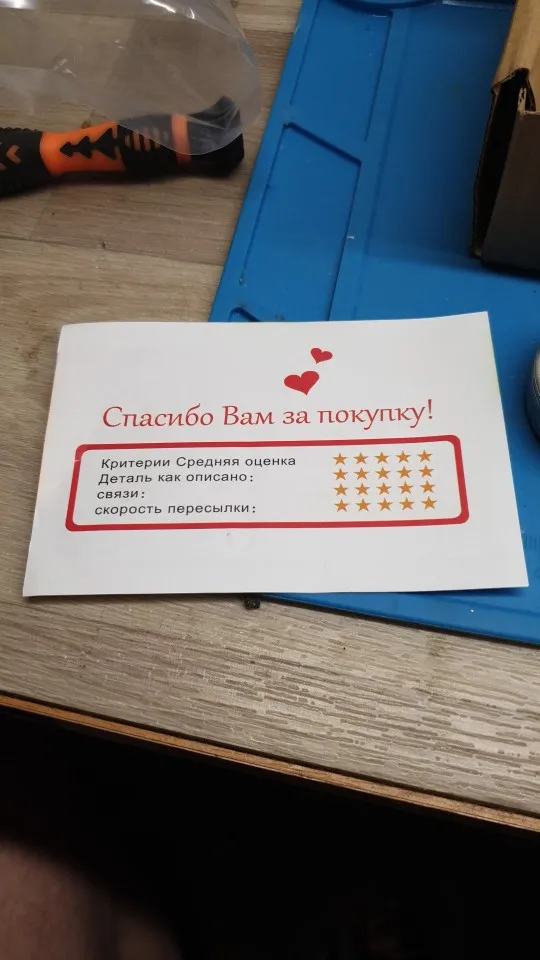 Спасибо Вам за покупку!
Критерии Средняя оценка
Деталь как описано:
связи:
скорость пересылки: